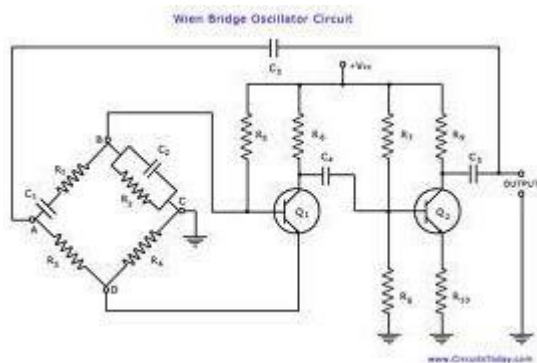 Wien Bridge Oscillator Circuit
C3
+Vcc
B
C2
R1
R2
C1
A
C
R3
R4
D
R5
R6
C4
Q1
R7
R9
C5
OUTPUT
Q2
R8
R10
www.CircuitsToday.com